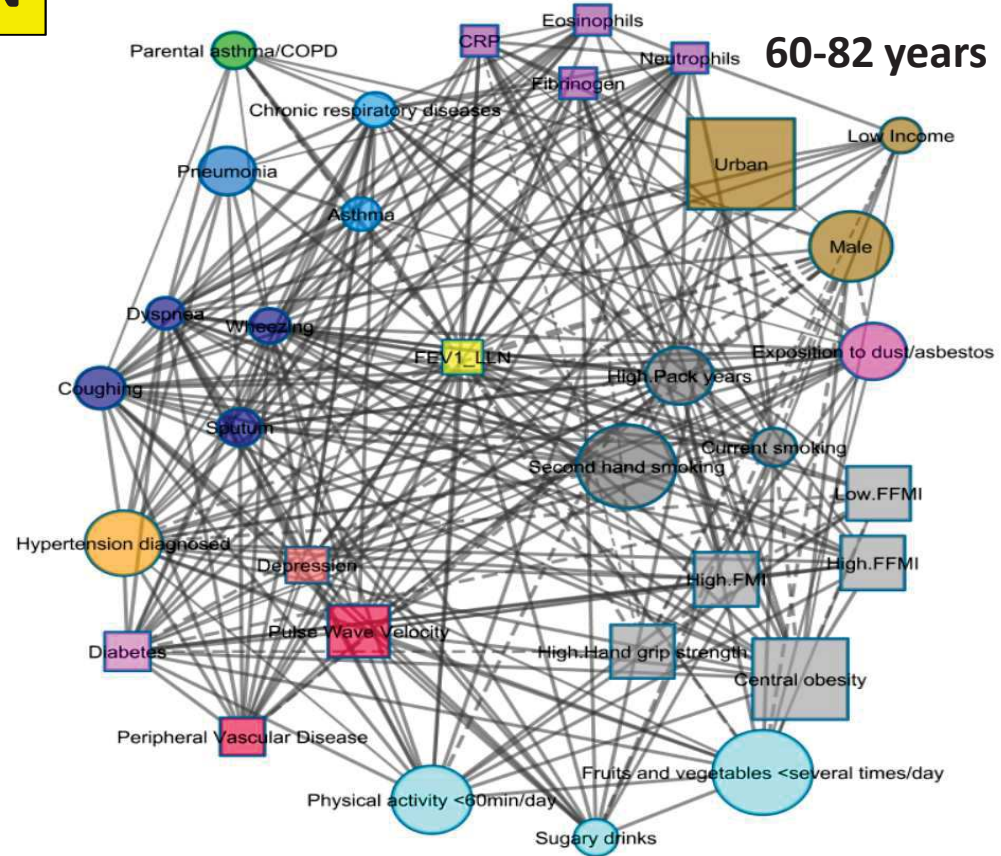 N
60-82 years
Parental asthma/COPD
CRP
Eosinophils
Neutrophils
Fibrinogen
Chronic respiratory diseases
Low Income
Urban
Pneumonia
Asthma
Male
Dyspnea
Wheezing
FEV1_LLN
High.Pack years
Exposition to dust/asbestos
Coughing
Sputum
Second hand smoking
Current smoking
Low.FFMI
Hypertension diagnosed
Depression
High.FMI
High.FFMI
Pulse Wave Velocity
Diabetes
High.Hand grip strength
Central obesity
Peripheral Vascular Disease
Fruits and vegetables <several times/day
Physical activity <60min/day
Sugary drinks